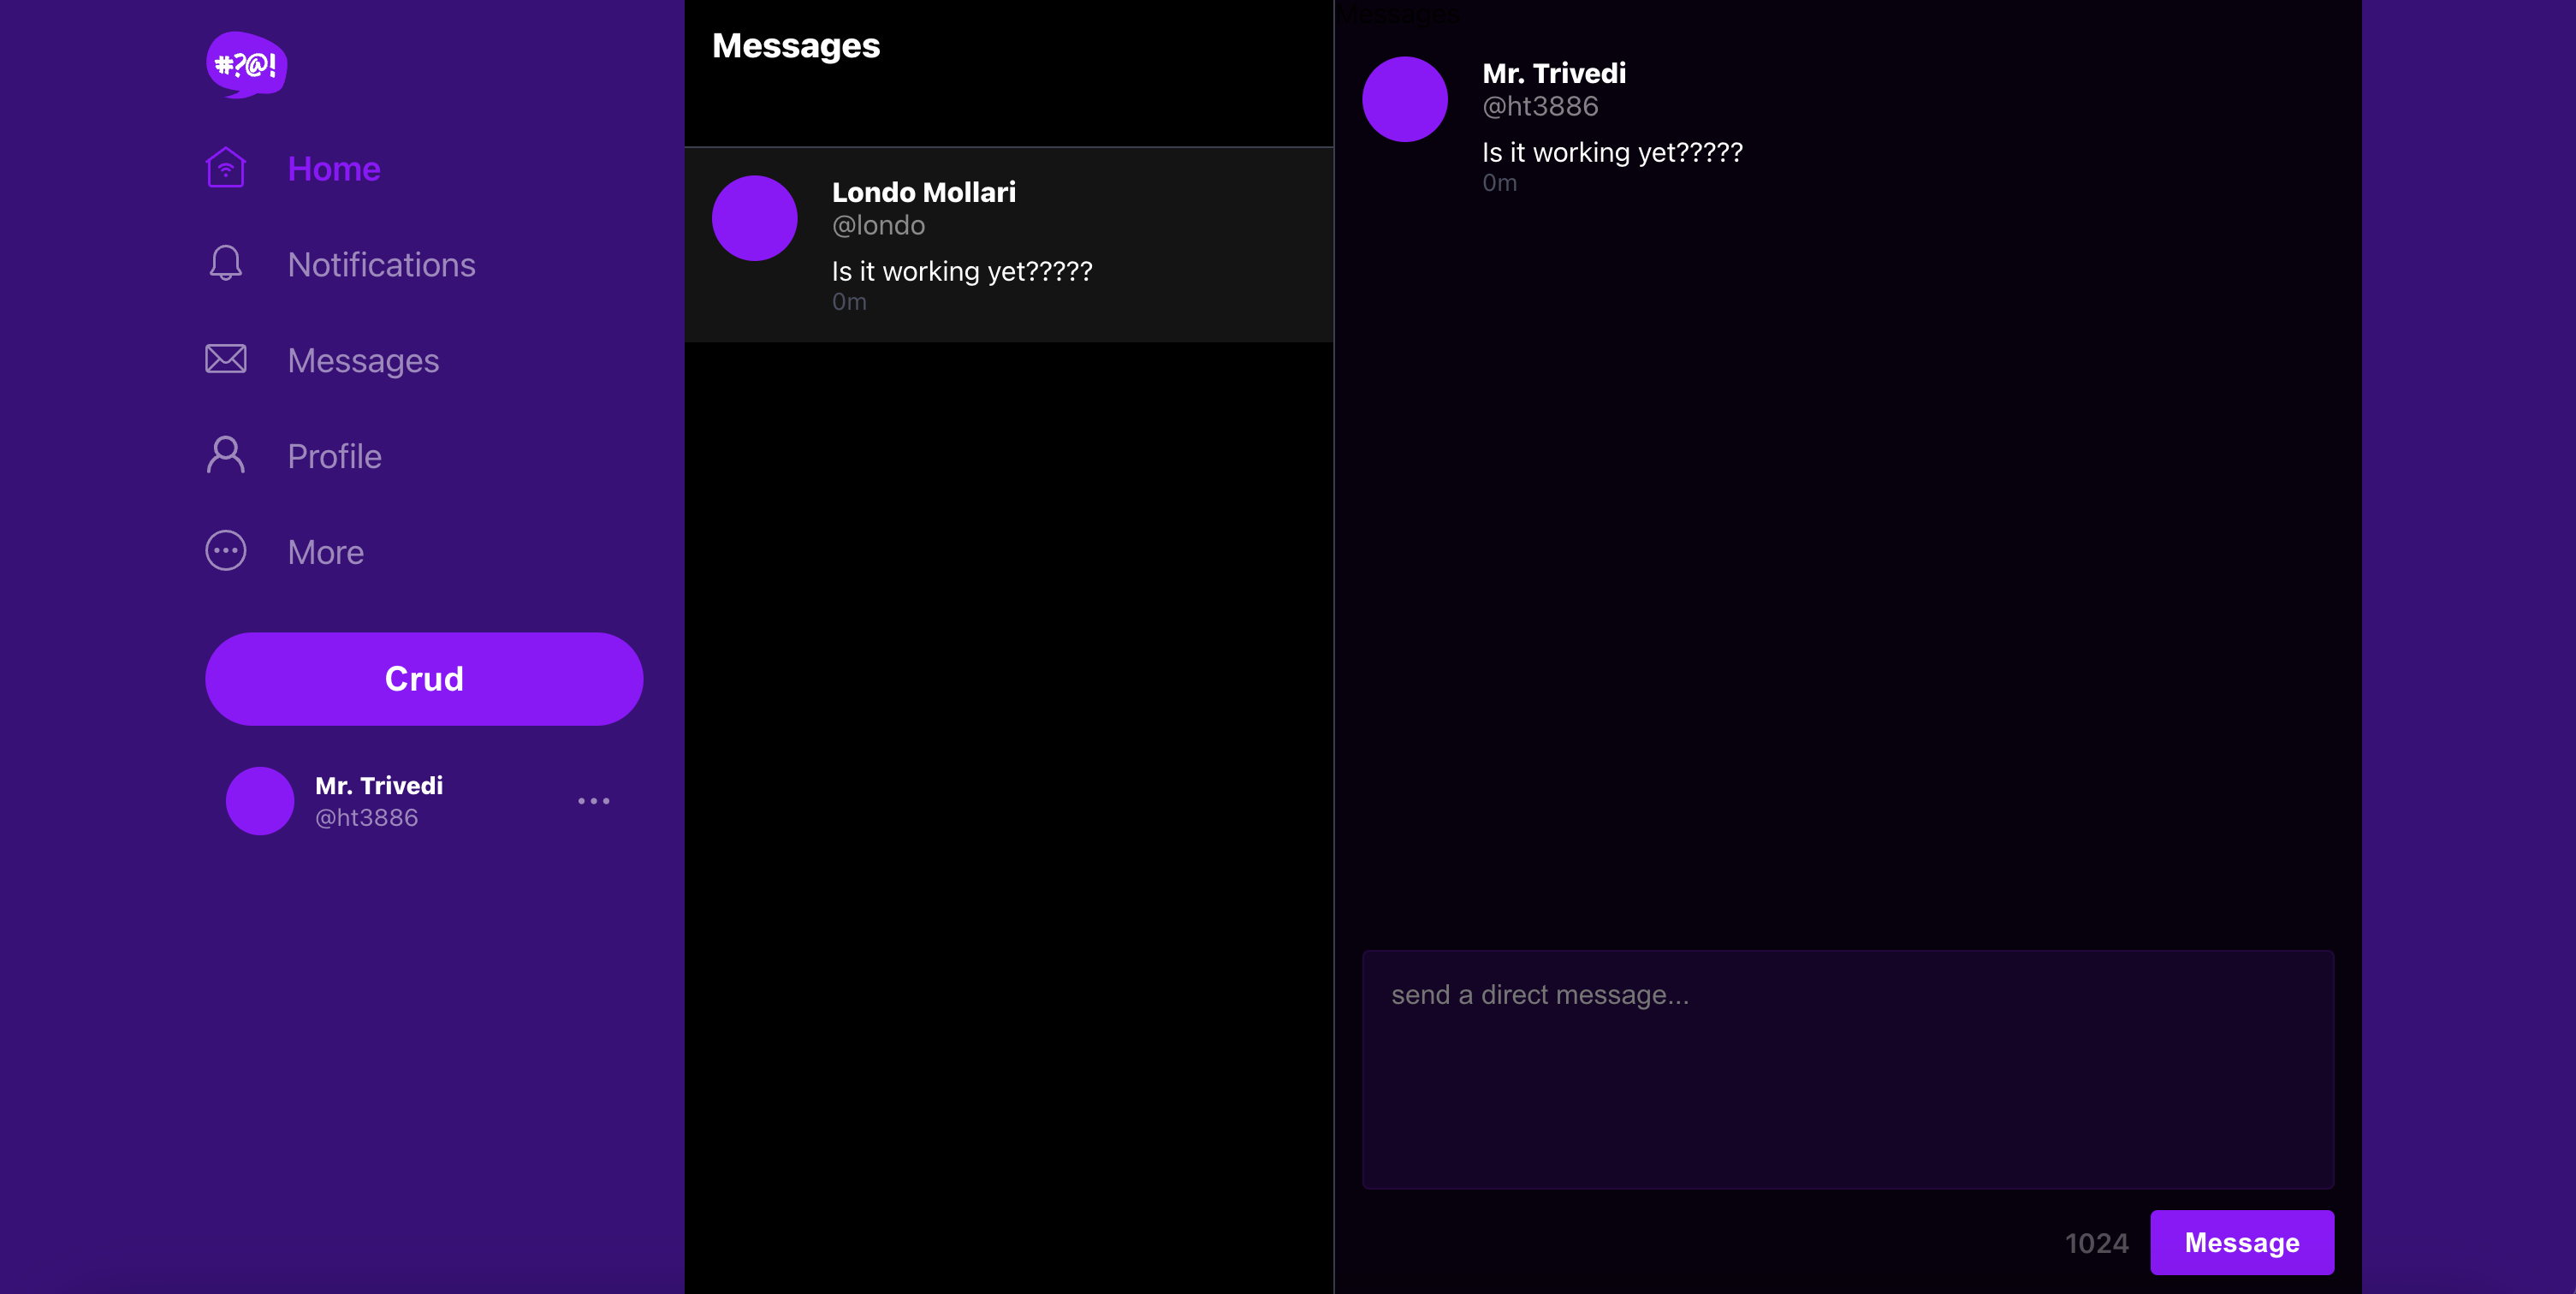 #?@!
Home
Notifications
Messages
Profile
More
Crud
Mr. Trivedi
@ht3886
Messages
Londo Mollari
@londo
Is it working yet?????
0m
Messages
Mr. Trivedi
@ht3886
Is it working yet?????
0m
send a direct message...
1024
Message